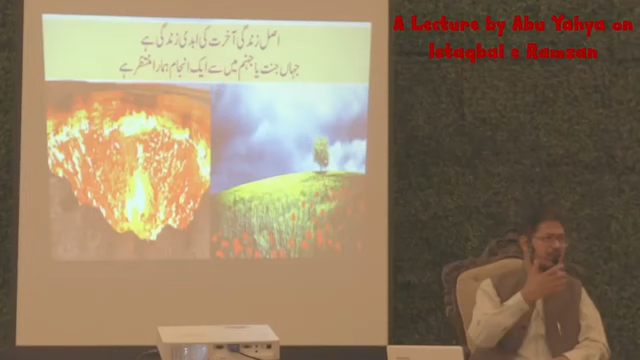 اصل زندگی آخرت کی ابدی زندگی ہے
جہاں جنت یا جہنم میں سے ایک انجام ہمارا منتظر ہے
A Lecture by Abu Yahya on
Istaqbal e Ramzan